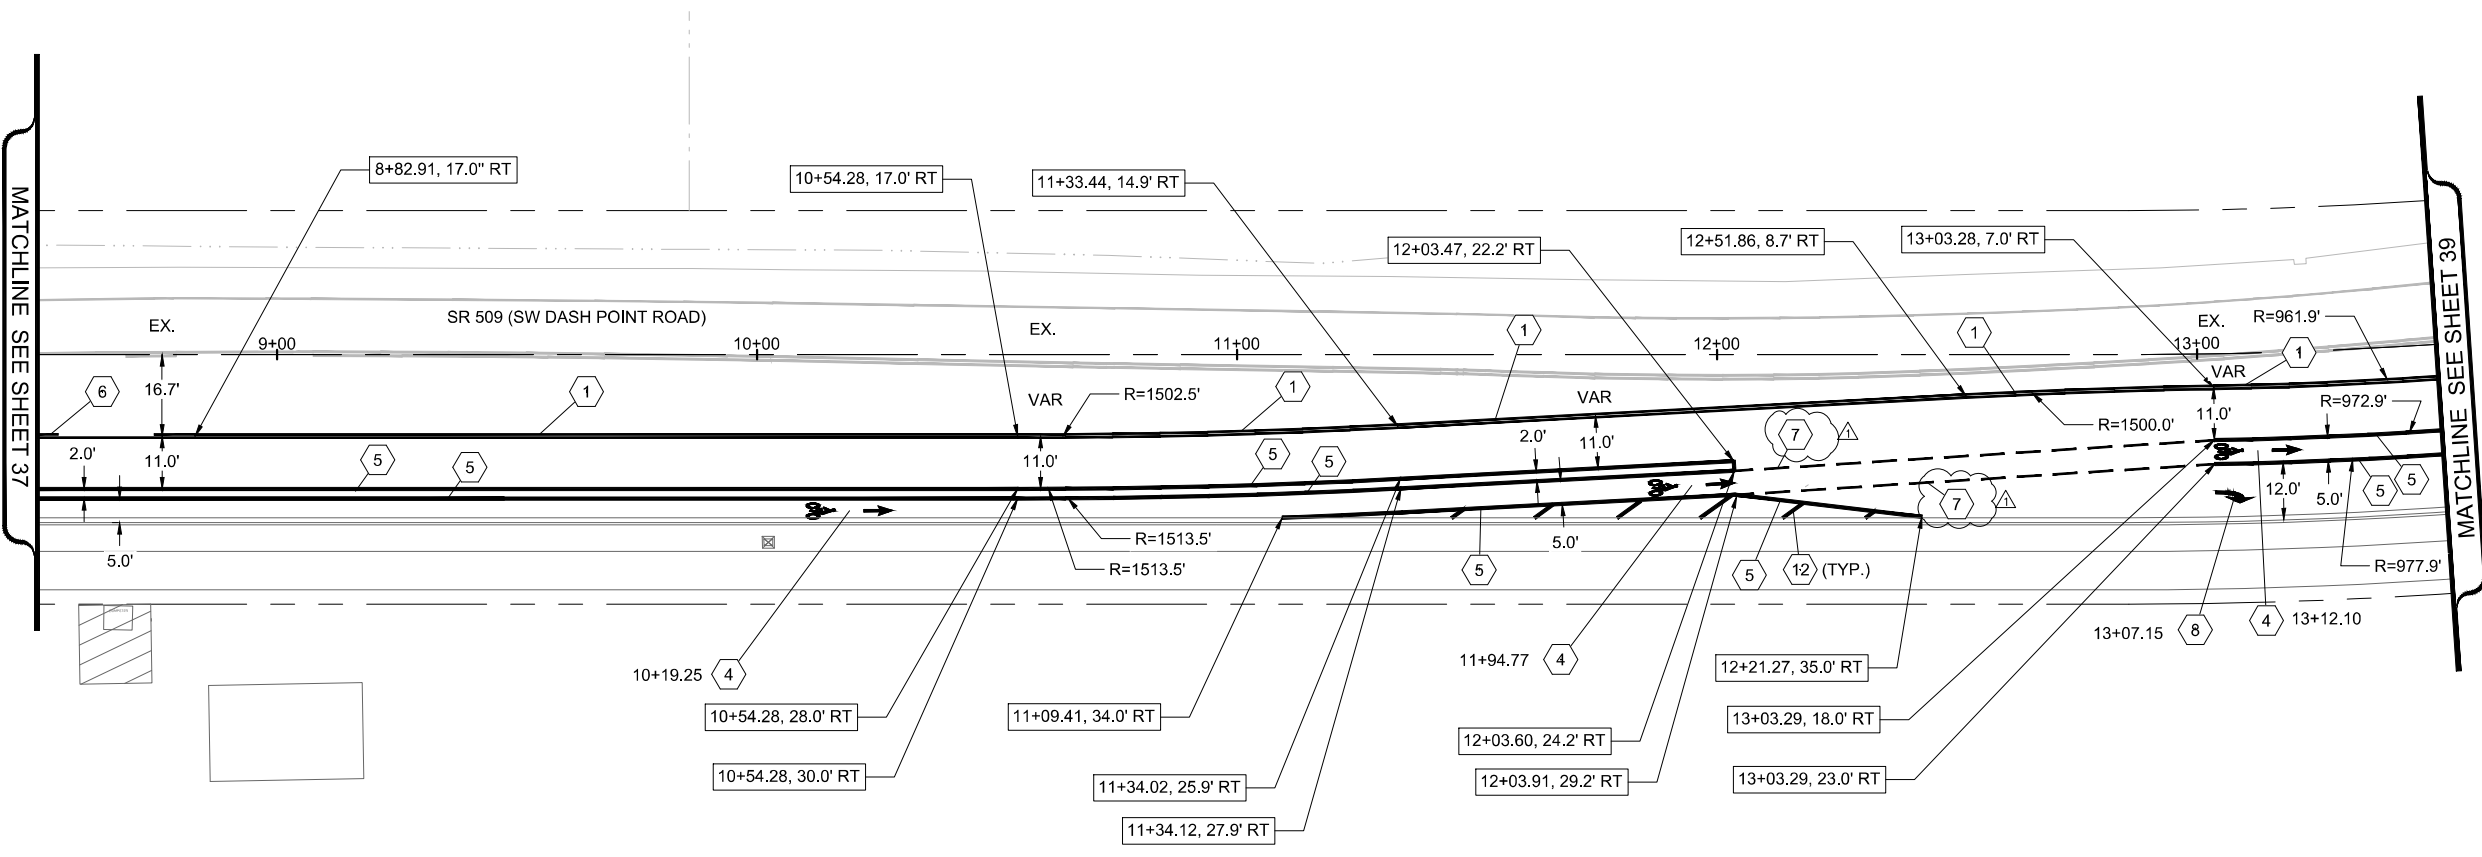 8+82.91, 17.0" RT
10+54.28, 17.0' RT
11+33.44, 14.9' RT
12+03.47, 22.2' RT
12+51.86, 8.7' RT
13+03.28, 7.0' RT
MATCHLINE SEE SHEET 37
MATCHLINE SEE SHEET 39
EX.
SR 509 (SW DASH POINT ROAD)
EX.
EX.
R=961.9'
9+00
10+00
11+00
12+00
13+00
1
1
1
6
16.7'
1
VAR
R=1502.5'
1
VAR
VAR
R=972.9'
2.0'
11.0'
5
5
11.0'
5
5
2.0'
11.0'
7
1
R=1500.0'
11.0'
4
5
5
5.0'
R=1513.5'
R=1513.5'
5
5.0'
5
12 (TYP.)
7
1
12.0'
5.0'
R=977.9'
10+19.25
4
11+94.77
4
13+07.15
8
4
13+12.10
10+54.28, 28.0' RT
10+54.28, 30.0' RT
11+09.41, 34.0' RT
11+34.02, 25.9' RT
11+34.12, 27.9' RT
12+03.60, 24.2' RT
12+03.91, 29.2' RT
12+21.27, 35.0' RT
13+03.29, 18.0' RT
13+03.29, 23.0' RT